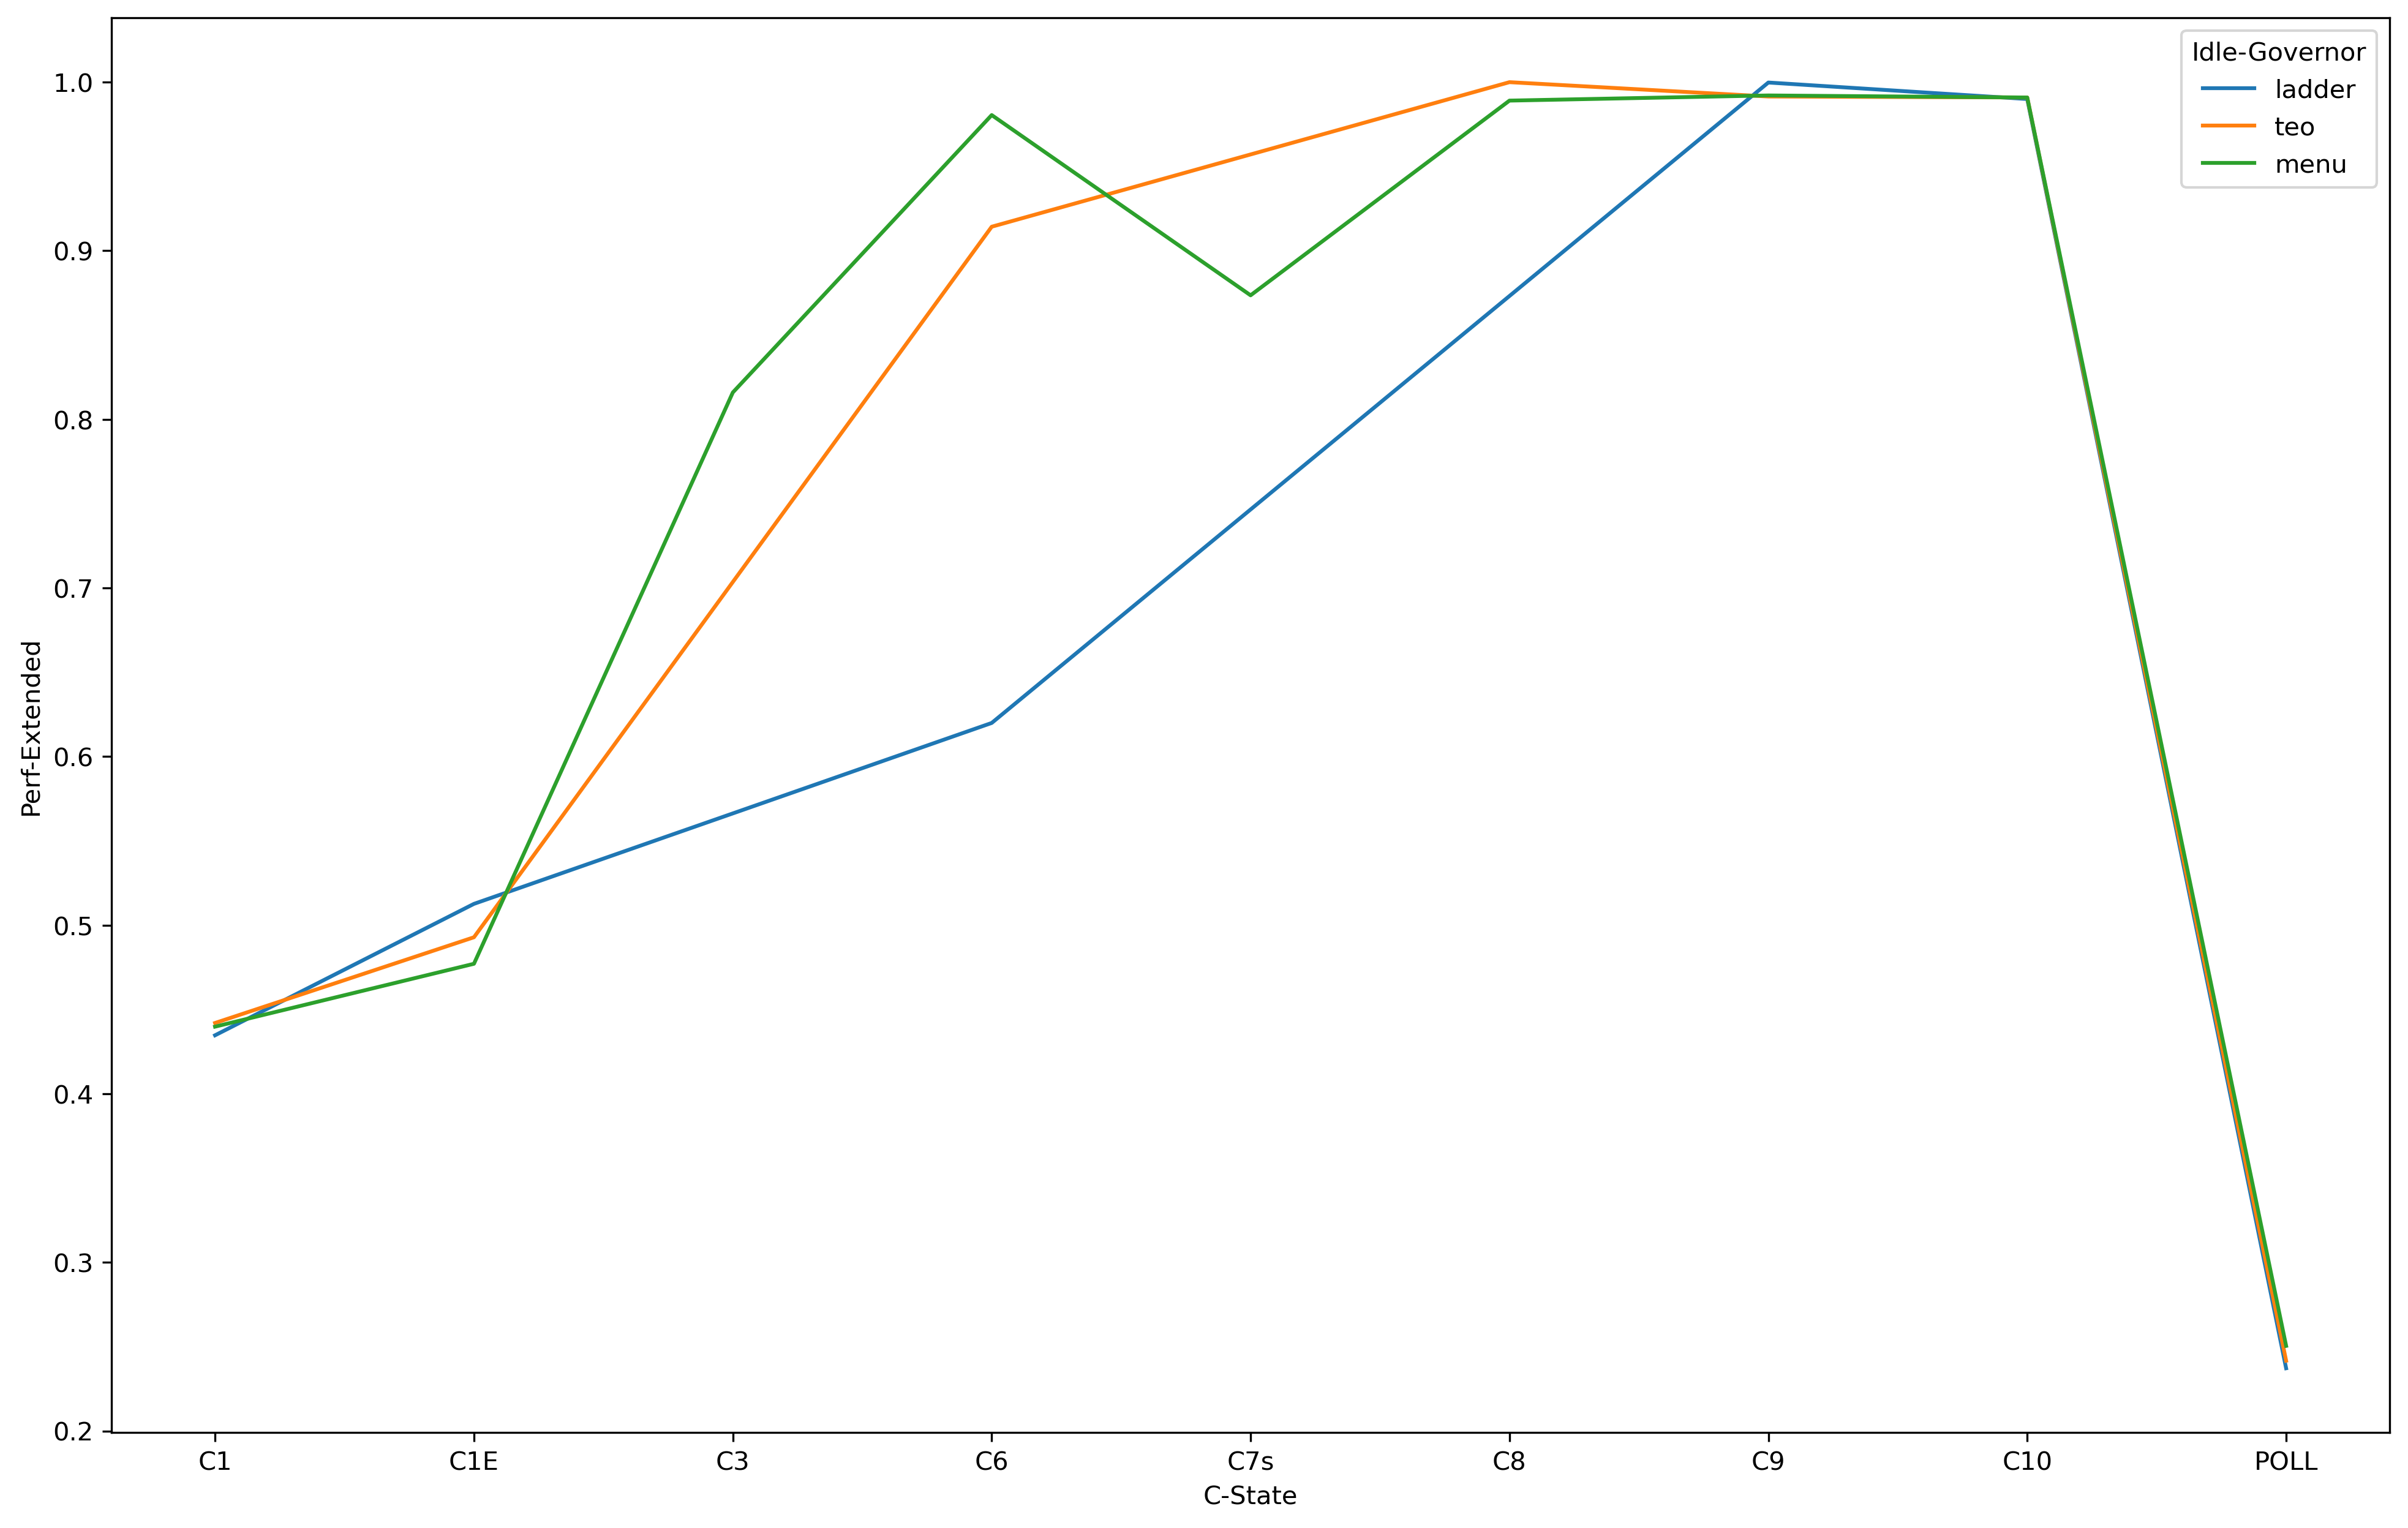 Idle-Governor
ladder
teo
menu
1.0
0.9
0.8
0.7
0.6
0.5
0.4
0.3
0.2
Perf-Extended
C1 C1E C3 C6 C7s C8 C9 C10 POLL
C-State